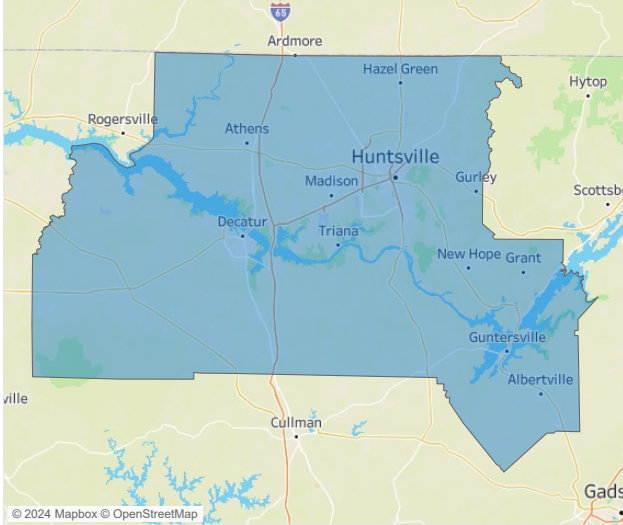 65
Ardmore
Hazel Green
Hytop
Rogersville
Athens
Huntsville
Madison
Gurley
Scottsb
Decatur
Triana
New Hope
Grant
Guntersville
Albertville
ville
Cullman
Gads
© 2024 Mapbox © OpenStreetMap